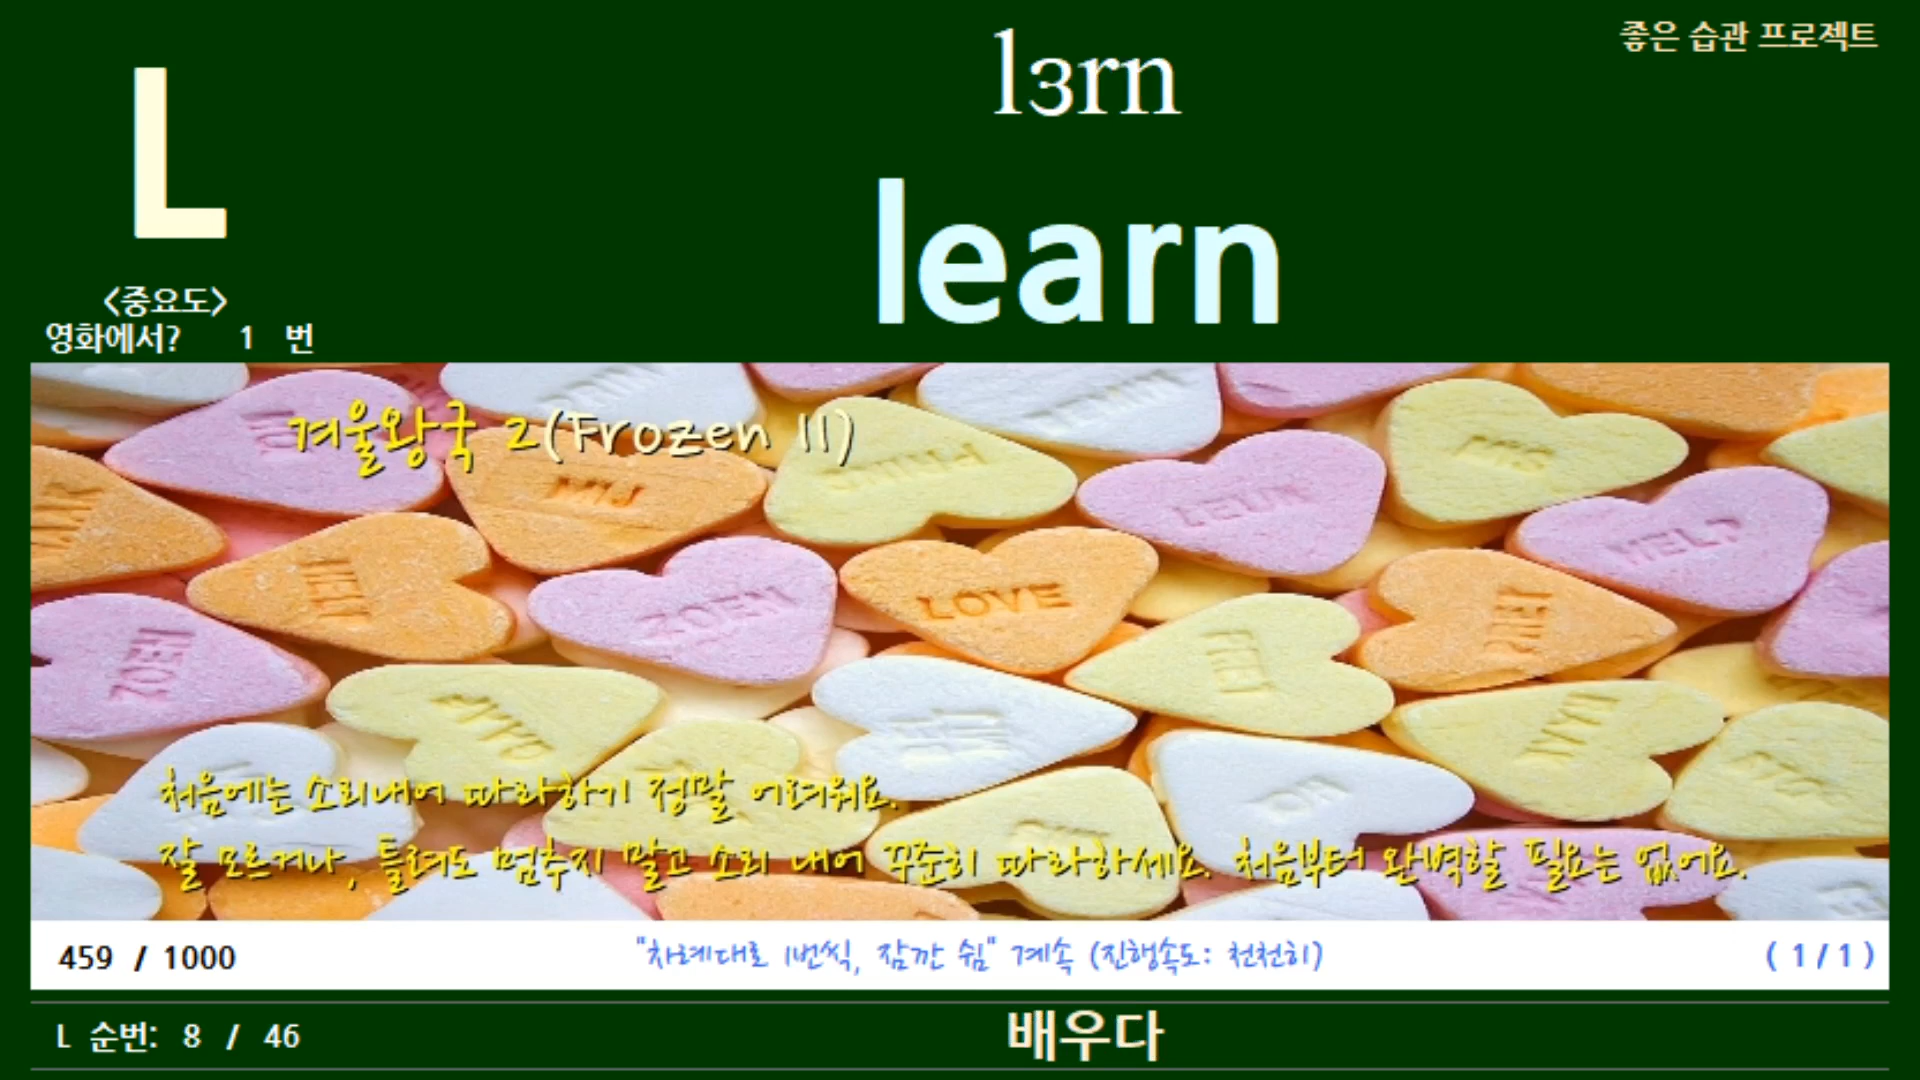 좋은 습관 프로젝트
L
lɜrn
learn
<중요도>
영화에서? 1 번
겨울왕국 2(Frozen II)
MIJ
LEUK
HELP
ZOEN
LOVE
처음에는 소리내어 따라하기 정말 어려워요.
잘 모르거나, 틀려도 멈추지 말고 소리 내어 꾸준히 따라하세요. 처음부터 완벽할 필요는 없어요.
459 / 1000
"차례대로 1번씩, 잠깐 쉼" 계속 (진행속도: 천천히)
( 1 / 1 )
L 순번: 8 / 46
배우다